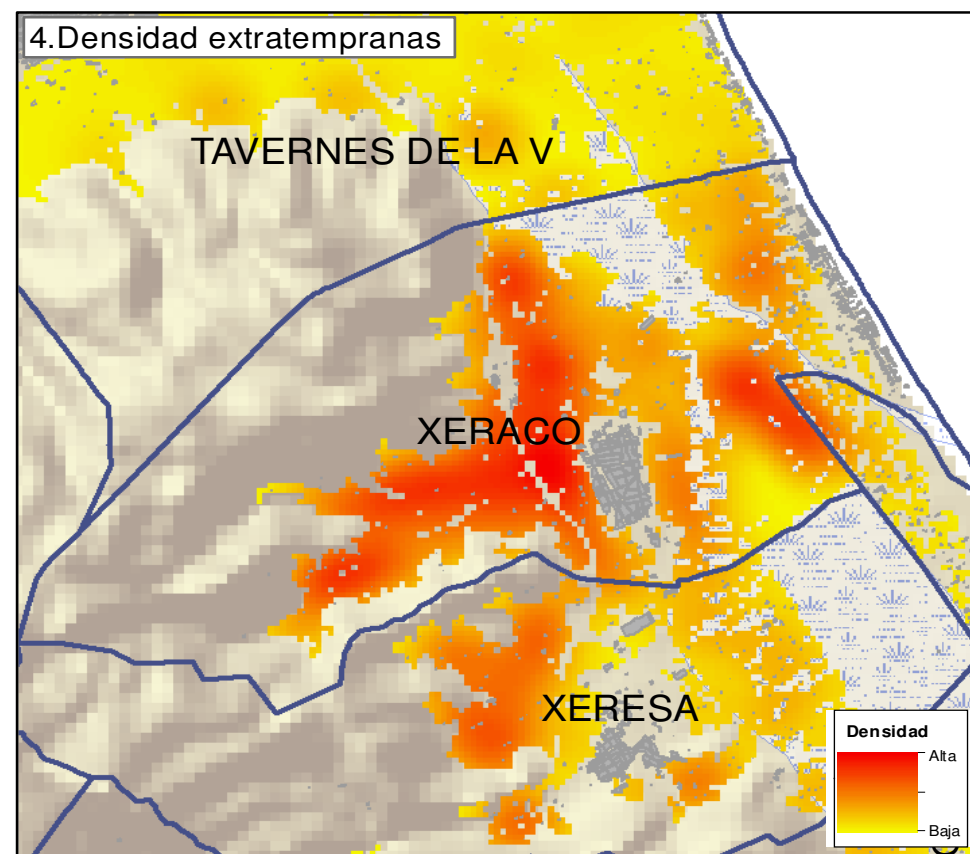 4.Densidad extratempranas
TAVERNES DE LA V
XERACO
XERESA
Densidad
Alta
Baja